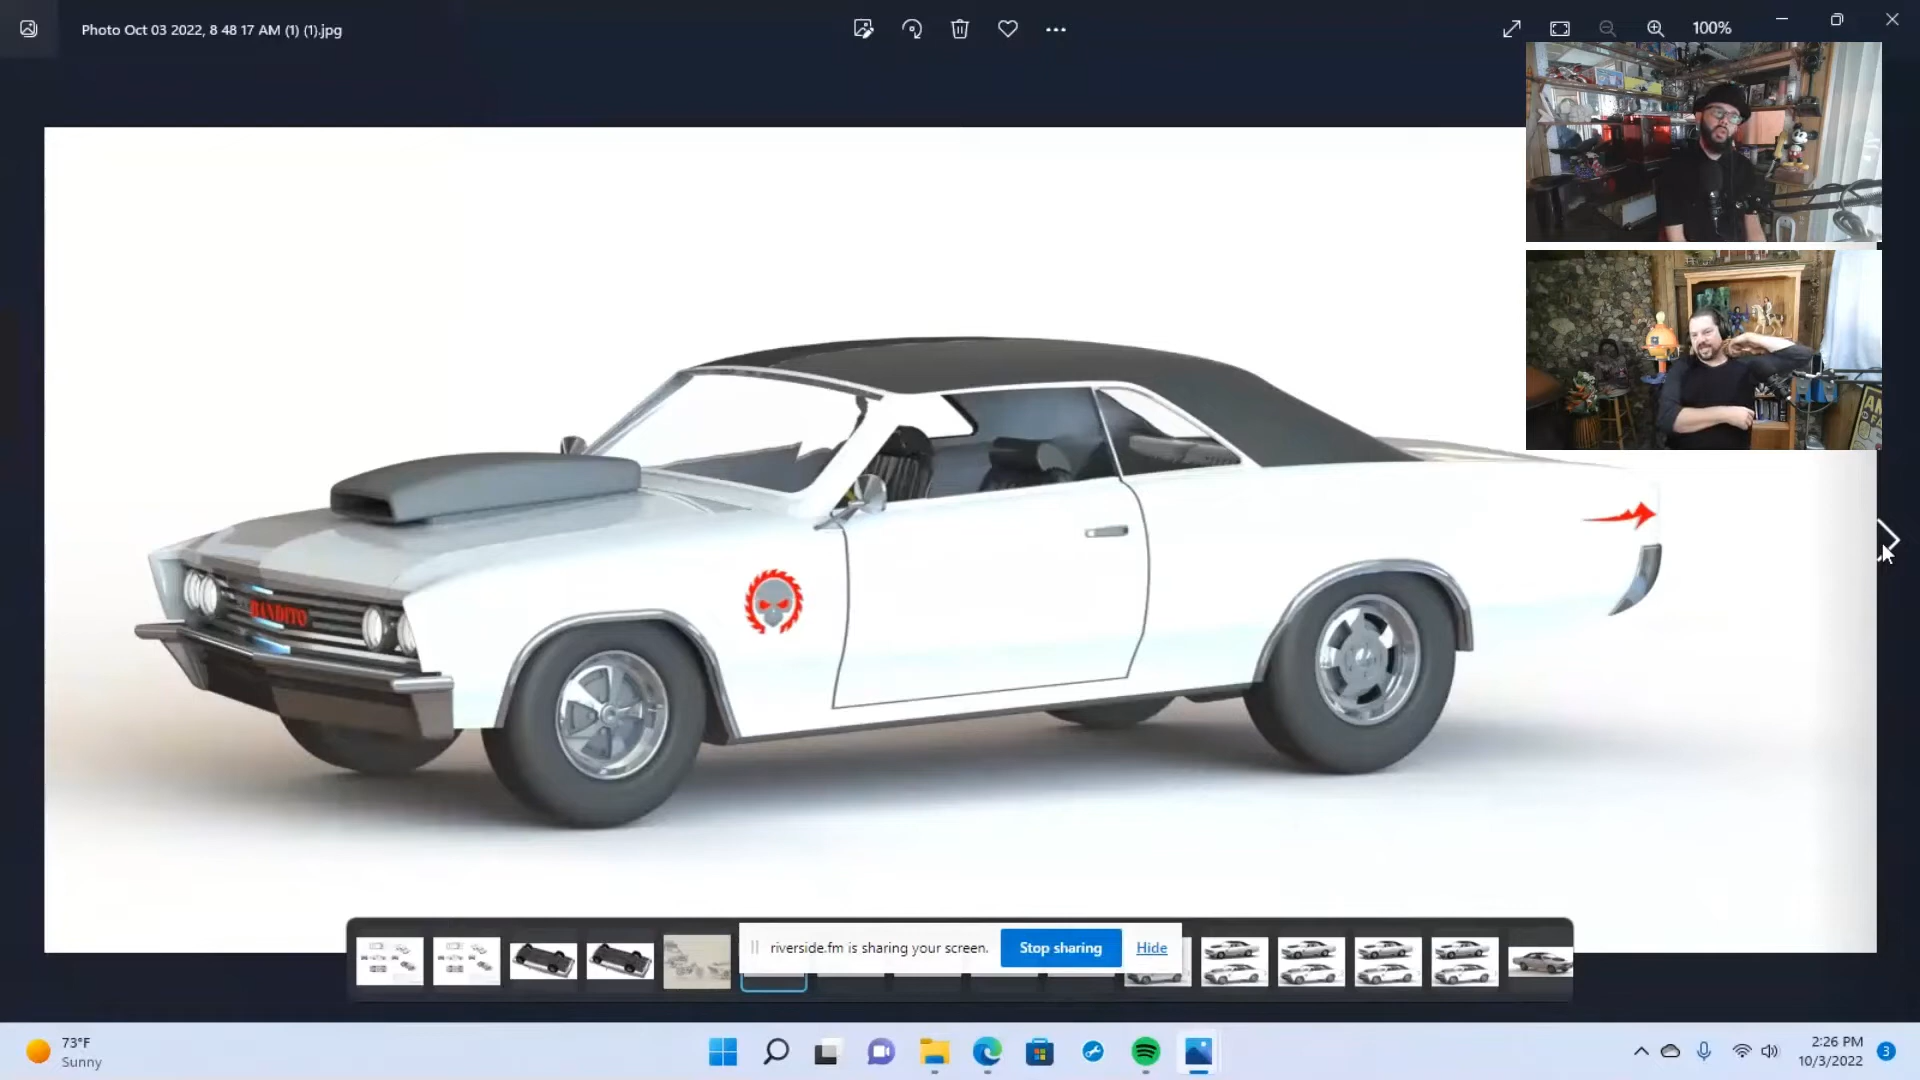 Photo Oct 03 2022, 8 48 17 AM (1) (1).jpg
100%
BANDITO
riverside.fm is sharing your screen.
Stop sharing
Hide
73°F
Sunny
2:26 PM
10/3/2022
3